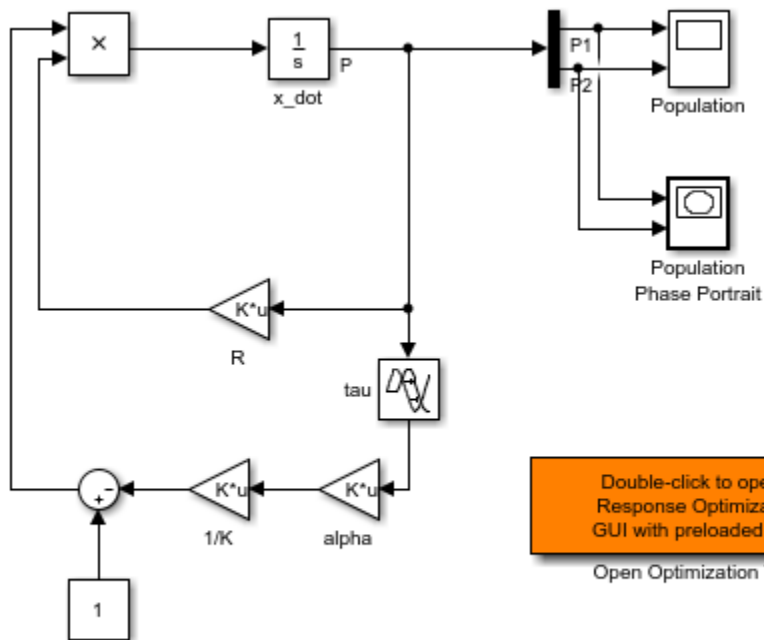 ×
1
s
P
x_dot
P1
P2
Population
Population
Phase Portrait
K*u
R
tau
K*u
1/K
K*u
alpha
-
+
1
Double-click to ope
Response Optimiza
GUI with preloaded
Open Optimization